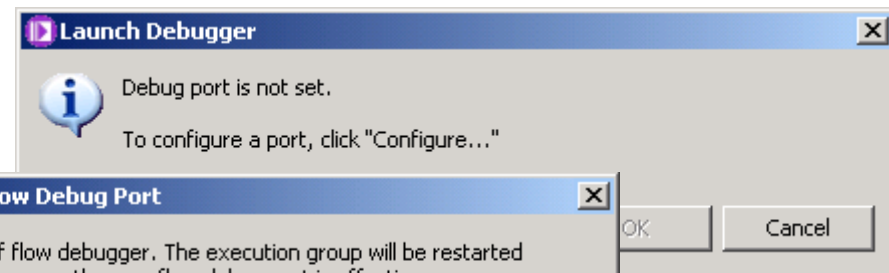 Launch Debugger
Debug port is not set.
To configure a port, click "Configure..."
Debug Port
OK
Cancel
flow debugger. The execution group will be restarted